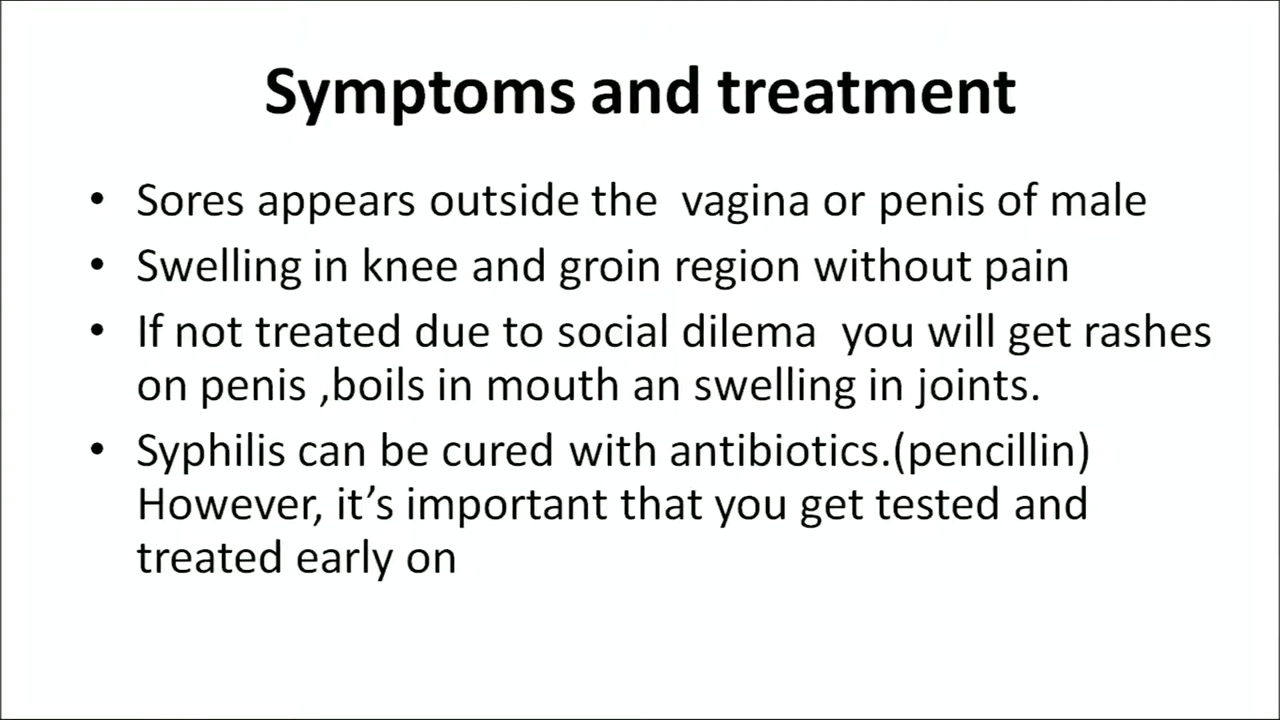 Symptoms and treatment
• Sores appears outside the  vagina or penis of male
• Swelling in knee and groin region without pain
• If not treated due to social dilema  you will get rashes
on penis ,boils in mouth an swelling in joints.
• Syphilis can be cured with antibiotics.(pencillin)
However, it’s important that you get tested and
treated early on